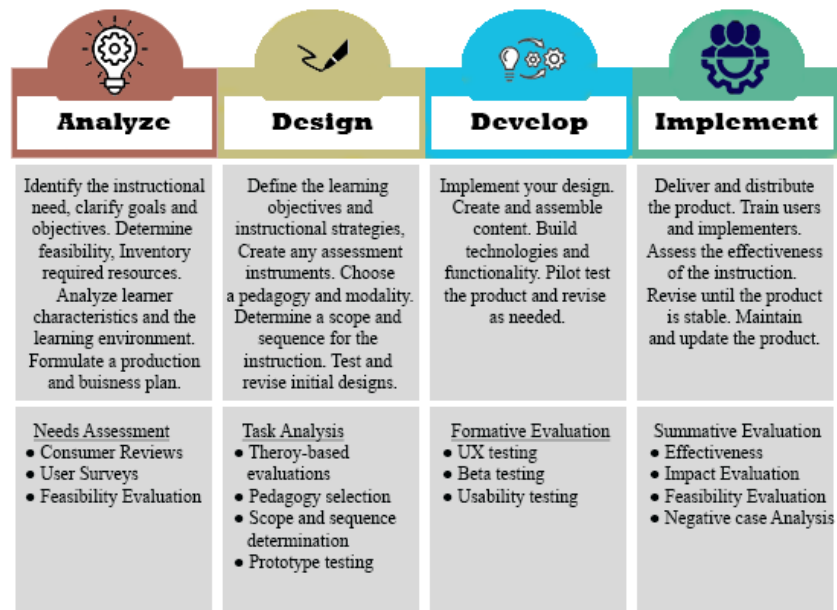 Analyze
Identify the instructional
need, clarify goals and
objectives. Determine
feasibility, Inventory
required resources.
Analyze learner
characteristics and the
learning environment.
Formulate a production
and buisness plan.
Needs Assessment
● Consumer Reviews
● User Surveys
● Feasibility Evaluation
Design
Define the learning
objectives and
instructional strategies,
Create any assessment
instruments. Choose
a pedagogy and modality.
Determine a scope and
sequence for the
instruction. Test and
revise initial designs.
Task Analysis
● Theroy-based
evaluations
● Pedagogy selection
● Scope and sequence
determination
● Prototype testing
Develop
Implement your design.
Create and assemble
content. Build
technologies and
functionality. Pilot test
the product and revise
as needed.
Formative Evaluation
● UX testing
● Beta testing
● Usability testing
Implement
Deliver and distribute
the product. Train users
and implementers.
Assess the effectiveness
of the instruction.
Revise until the product
is stable. Maintain
and update the product.
Summative Evaluation
● Effectiveness
● Impact Evaluation
● Feasibility Evaluation
● Negative case Analysis